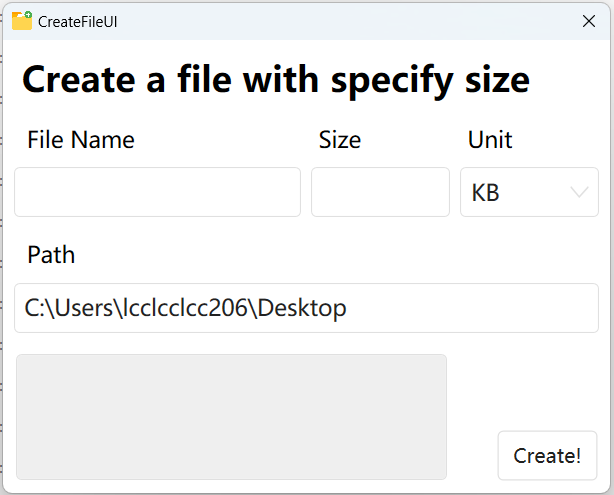 CreateFileUI
Create a file with specify size
File Name Size Unit
KB
Path
C:\Users\lcclcclcc206\Desktop
Create!